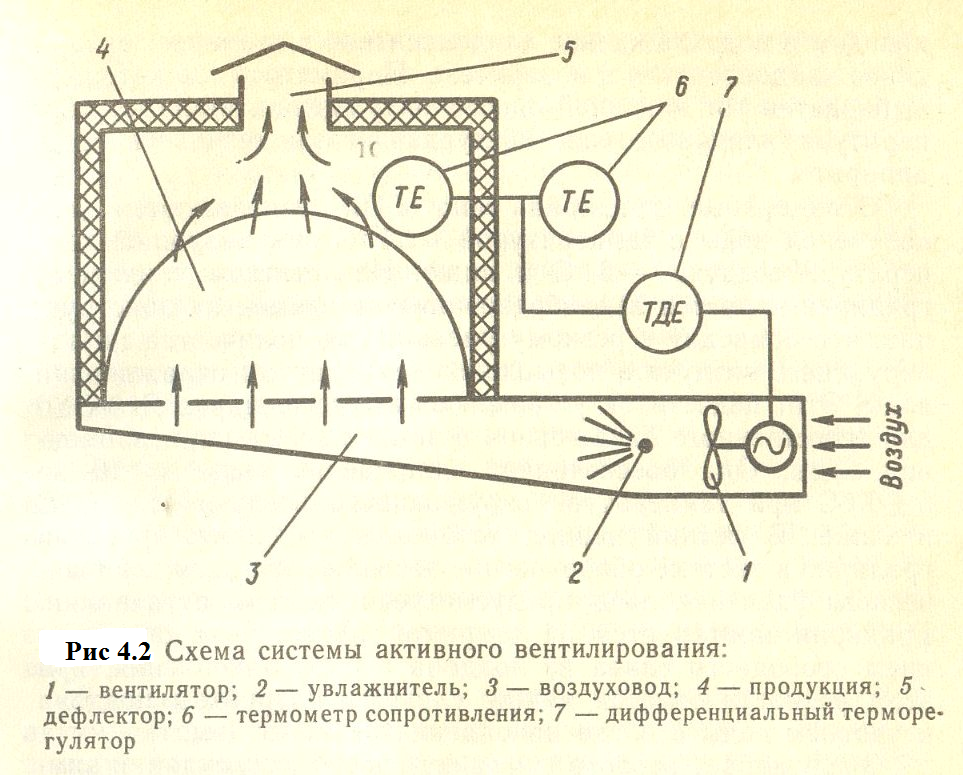 4
5
6
7
ТЕ
ТЕ
ТДЕ
Воздух
3
2
1
Рис 4.2 Схема системы активного вентилирования:
1 — вентилятор; 2 — увлажнитель; 3 — воздуховод; 4 — продукция; 5 -
дефлектор; 6 — термометр сопротивления; 7 — дифференциальный терморе-
гулятор